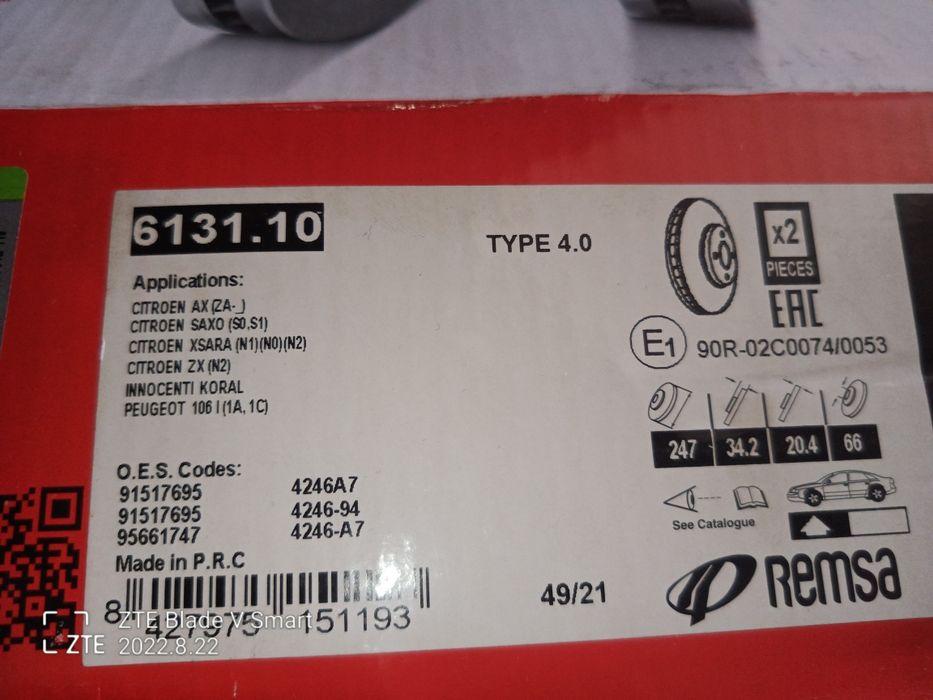 6131.10
TYPE 4.0
x2
PIECES
EAC
E1 90R-02C0074/0053
Applications:
CITROEN AX (ZA-_)
CITROEN SAXO (S0,S1)
CITROEN XSARA (N1)(N0)(N2)
CITROEN ZX (N2)
INNOCENTI KORAL
PEUGEOT 106 I (1A, 1C)
247 34.2 20.4 66
O.E.S. Codes:
91517695 4246A7
91517695 4246-94
95661747 4246-A7
See Catalogue
Made in P.R.C
8 427975 151193
49/21
Remsa
ZTE Blade V Smart
ZTE 2022.8.22